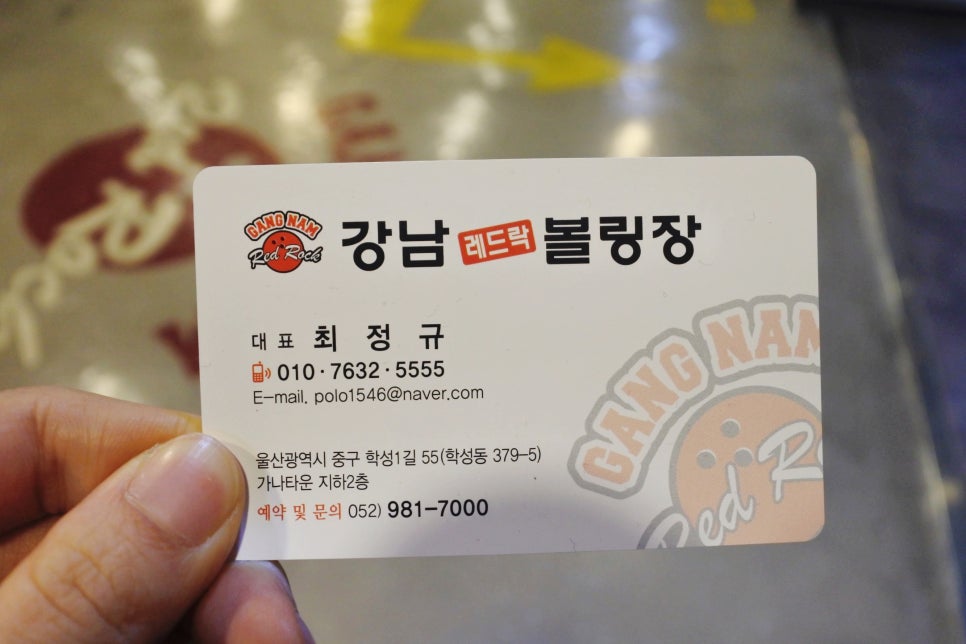 GANG NAM
Red Rock
강남 레드락 볼링장
대표 최정규
010·7632·5555
E-mail. polo1546@naver.com
울산광역시 중구 학성1길 55(학성동 379-5)
가나타운 지하2층
예약 및 문의 052) 981-7000
GANG NAM
Red R